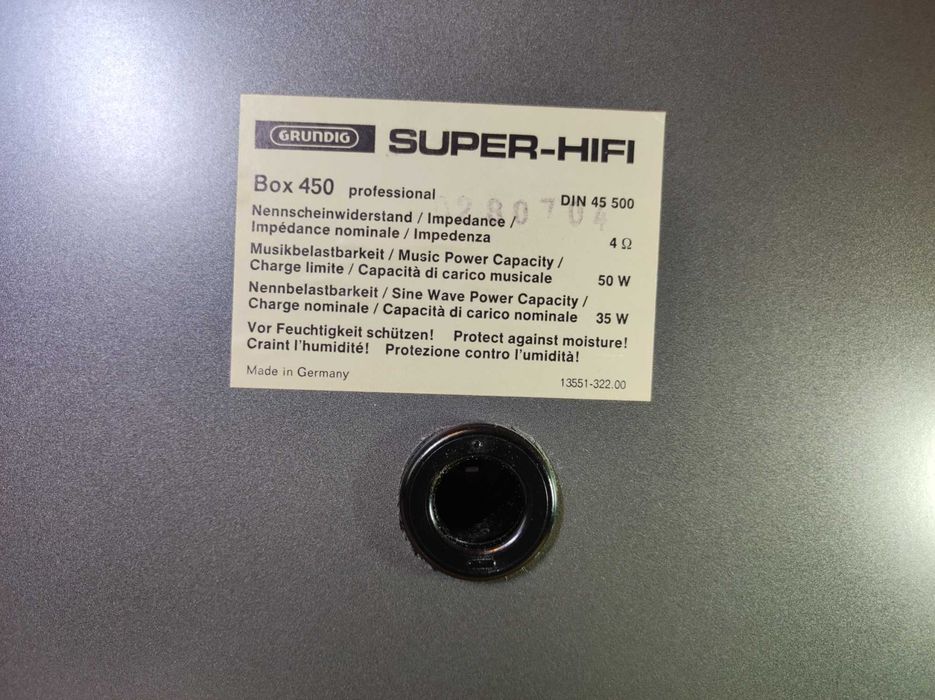 GRUNDIG SUPER-HIFI
Box 450 professional DIN 45 500
280704
Nennscheinwiderstand / Impedance /
Impédance nominale / Impedenza 4 Ω
Musikbelastbarkeit / Music Power Capacity /
Charge limite / Capacità di carico musicale 50 W
Nennbelastbarkeit / Sine Wave Power Capacity /
Charge nominale / Capacità di carico nominale 35 W
Vor Feuchtigkeit schützen! Protect against moisture!
Craint l'humidité! Protezione contro l'umidità!
Made in Germany 13551-322.00